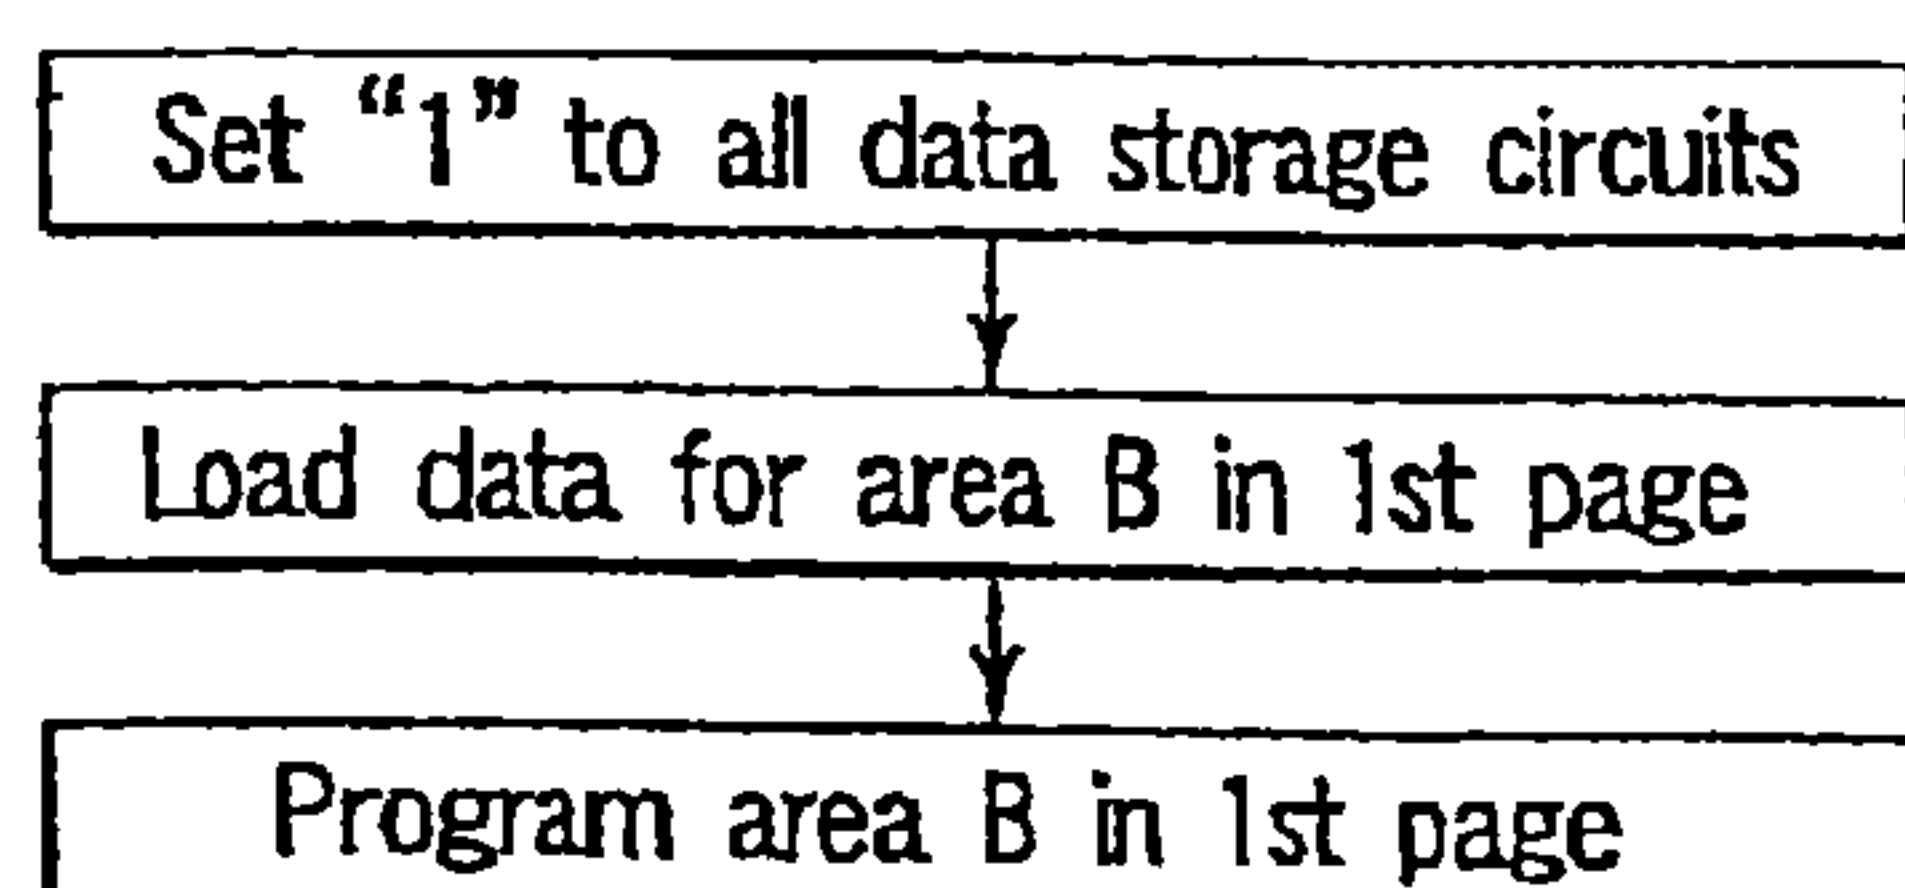 Set “1” to all data storage circuits
Load data for area B in 1st page
Program area B in 1st page